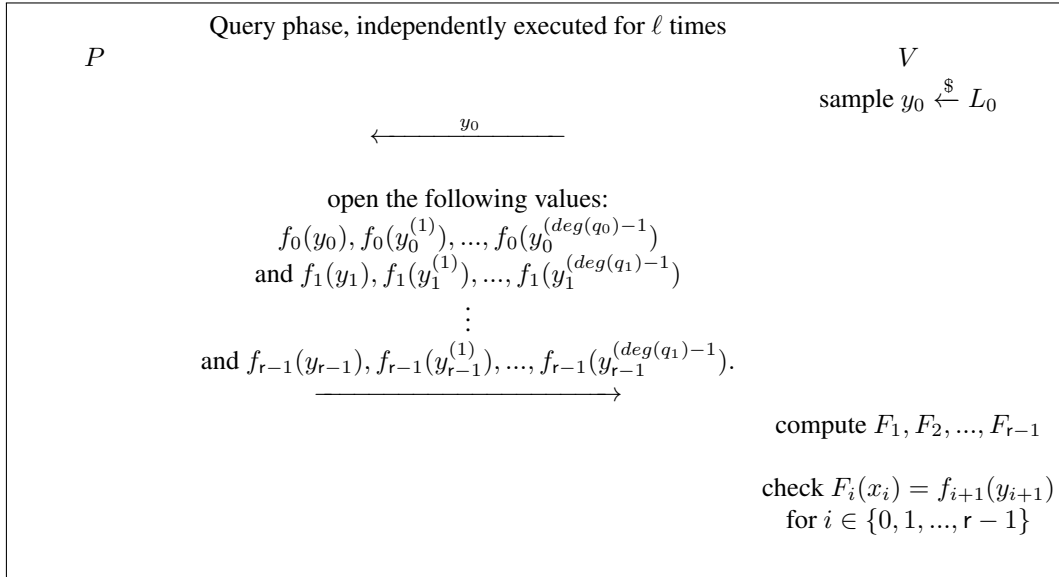 Query phase, independently executed for ℓ times
P V
sample y_0 \xleftarrow{\$} L_0
y_0
open the following values:
f_0(y_0), f_0(y_0^{(1)}), ..., f_0(y_0^{(deg(q_0)-1})
and f_1(y_1), f_1(y_1^{(1)}), ..., f_1(y_1^{(deg(q_1)-1})
⋮
and f_{r-1}(y_{r-1}), f_{r-1}(y_{r-1}^{(1)}), ..., f_{r-1}(y_{r-1}^{(deg(q_1)-1}).
compute F_1, F_2, ..., F_{r-1}
check F_i(x_i) = f_{i+1}(y_{i+1})
for i ∈ {0, 1, ..., r − 1}